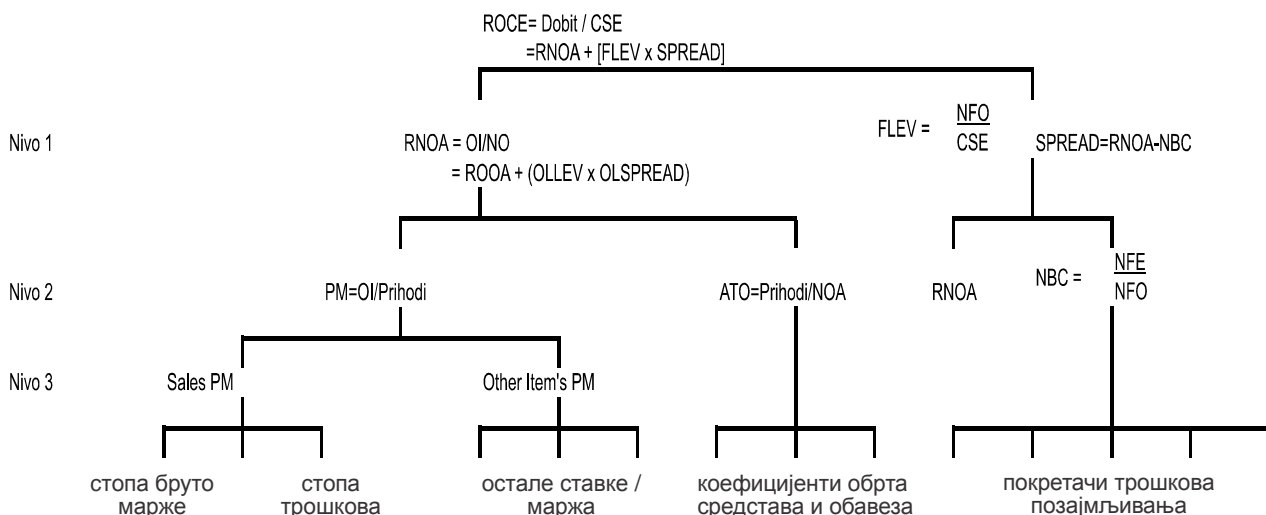 ROCE= Dobit / CSE
=RNOA + [FLEV x SPREAD]
Nivo 1
RNOA = OI/NO
= ROOA + (OLLEV x OLSPREAD)
FLEV =
NFO
CSE
SPREAD=RNOA-NBC
Nivo 2
PM=OI/Prihodi
ATO=Prihodi/NOA
RNOA
NBC =
NFE
NFO
Nivo 3
Sales PM
Other Item's PM
стопа бруто
марже
стопа
трошкова
остале ставке /
маржа
коефицијенти обрта
средстава и обавеза
покретачи трошкова
позајмљивања